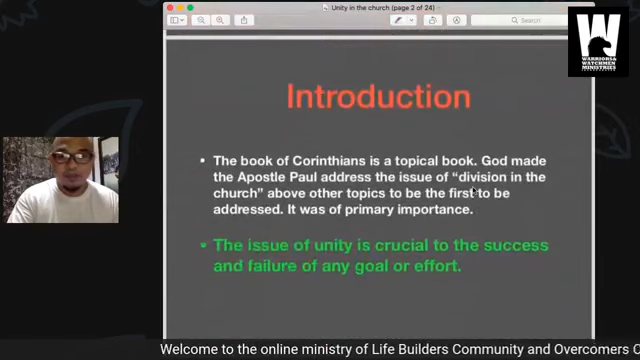 Unity in the church (page 2 of 24)
WARRIORS &
WATCHMEN
MINISTRIES
Introduction
• The book of Corinthians is a topical book. God made
the Apostle Paul address the issue of “division in the
church” above other topics to be the first to be
addressed. It was of primary importance.
• The issue of unity is crucial to the success
and failure of any goal or effort.
Welcome to the online ministry of Life Builders Community and Overcomers